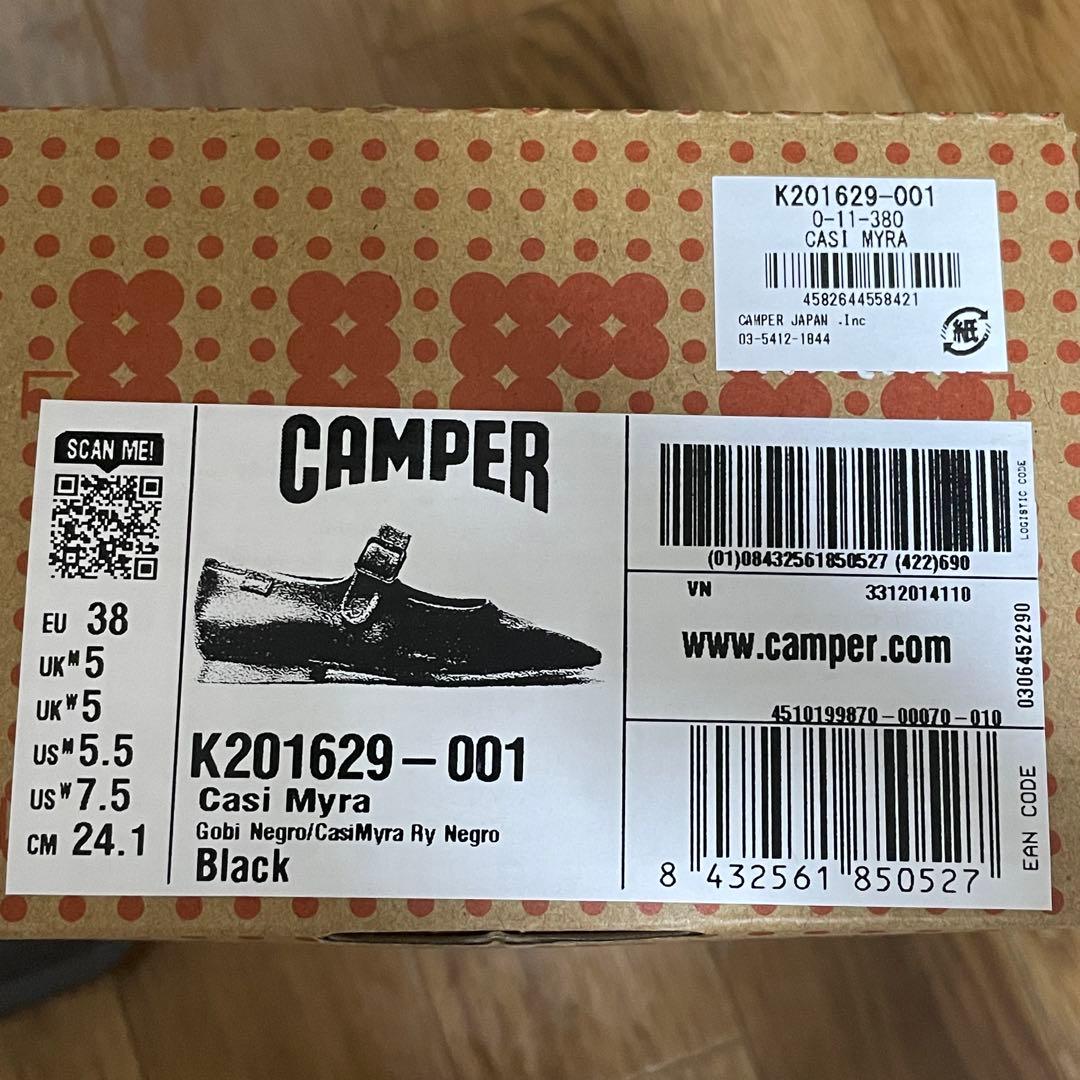 K201629-001
0-11-380
CASI MYRA
4582644558421
CAMPER JAPAN .Inc
03-5412-1844
紙
SCAN ME!
EU 38
UK M 5
UK W 5
US M 5.5
US W 7.5
CM 24.1
CAMPER
K201629-001
Casi Myra
Gobi Negro/CasiMyra Ry Negro
Black
(01)08432561850527 (422)690
LOGISTIC CODE
VN 3312014110
www.camper.com
4510199870-00070-010
0306452290
8 432561 850527
EAN CODE